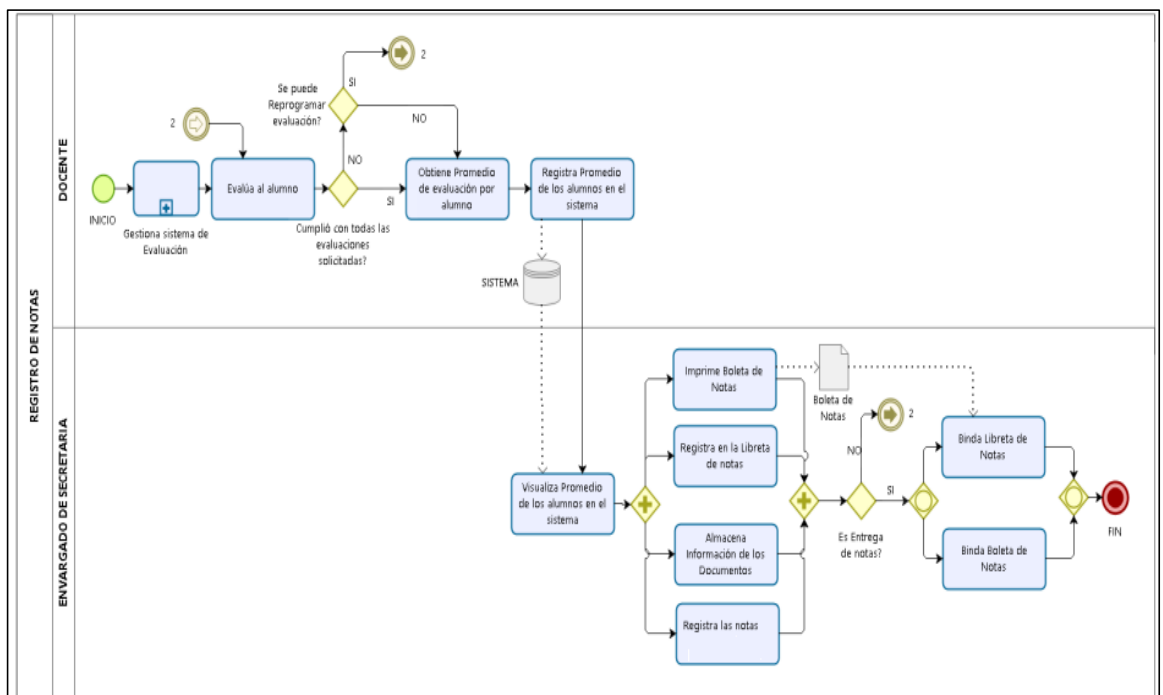 REGISTRO DE NOTAS
DOCENTE
INICIO
Gestiona sistema de
Evaluación
2
Evalúa al alumno
Se puede
Reprogramar
evaluación?
SI
2
NO
NO
SI
Cumplió con todas las
evaluaciones
solicitadas?
Obtiene Promedio
de evaluación por
alumno
Registra Promedio
de los alumnos en el
sistema
SISTEMA
ENVARGADO DE SECRETARIA
Visualiza Promedio
de los alumnos en el
sistema
Imprime Boleta de
Notas
Registra en la Libreta
de notas
Almacena
Información de los
Documentos
Registra las notas
Boleta de
Notas
2
NO
SI
Es Entrega
de notas?
Binda Libreta de
Notas
Binda Boleta de
Notas
FIN